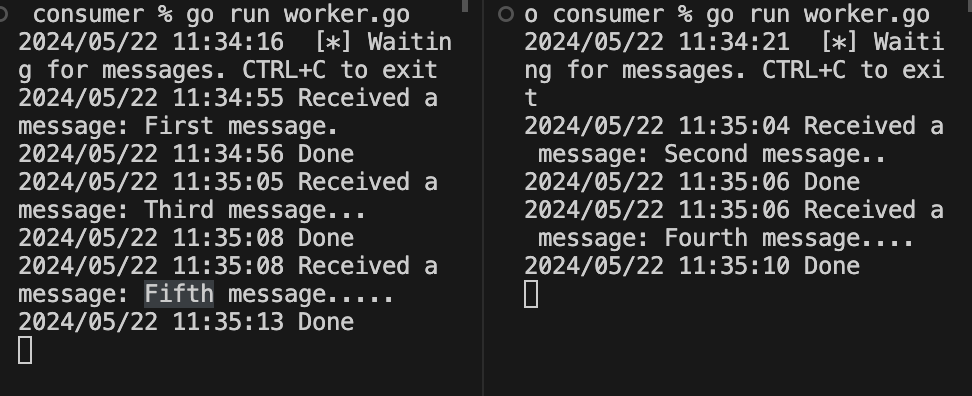 consumer % go run worker.go
2024/05/22 11:34:16  [*] Waitin
g for messages. CTRL+C to exit
2024/05/22 11:34:55 Received a
message: First message.
2024/05/22 11:34:56 Done
2024/05/22 11:35:05 Received a
message: Third message...
2024/05/22 11:35:08 Done
2024/05/22 11:35:08 Received a
message: Fifth message.....
2024/05/22 11:35:13 Done
o consumer % go run worker.go
2024/05/22 11:34:21  [*] Waiti
ng for messages. CTRL+C to exi
t
2024/05/22 11:35:04 Received a
 message: Second message..
2024/05/22 11:35:06 Done
2024/05/22 11:35:06 Received a
 message: Fourth message....
2024/05/22 11:35:10 Done